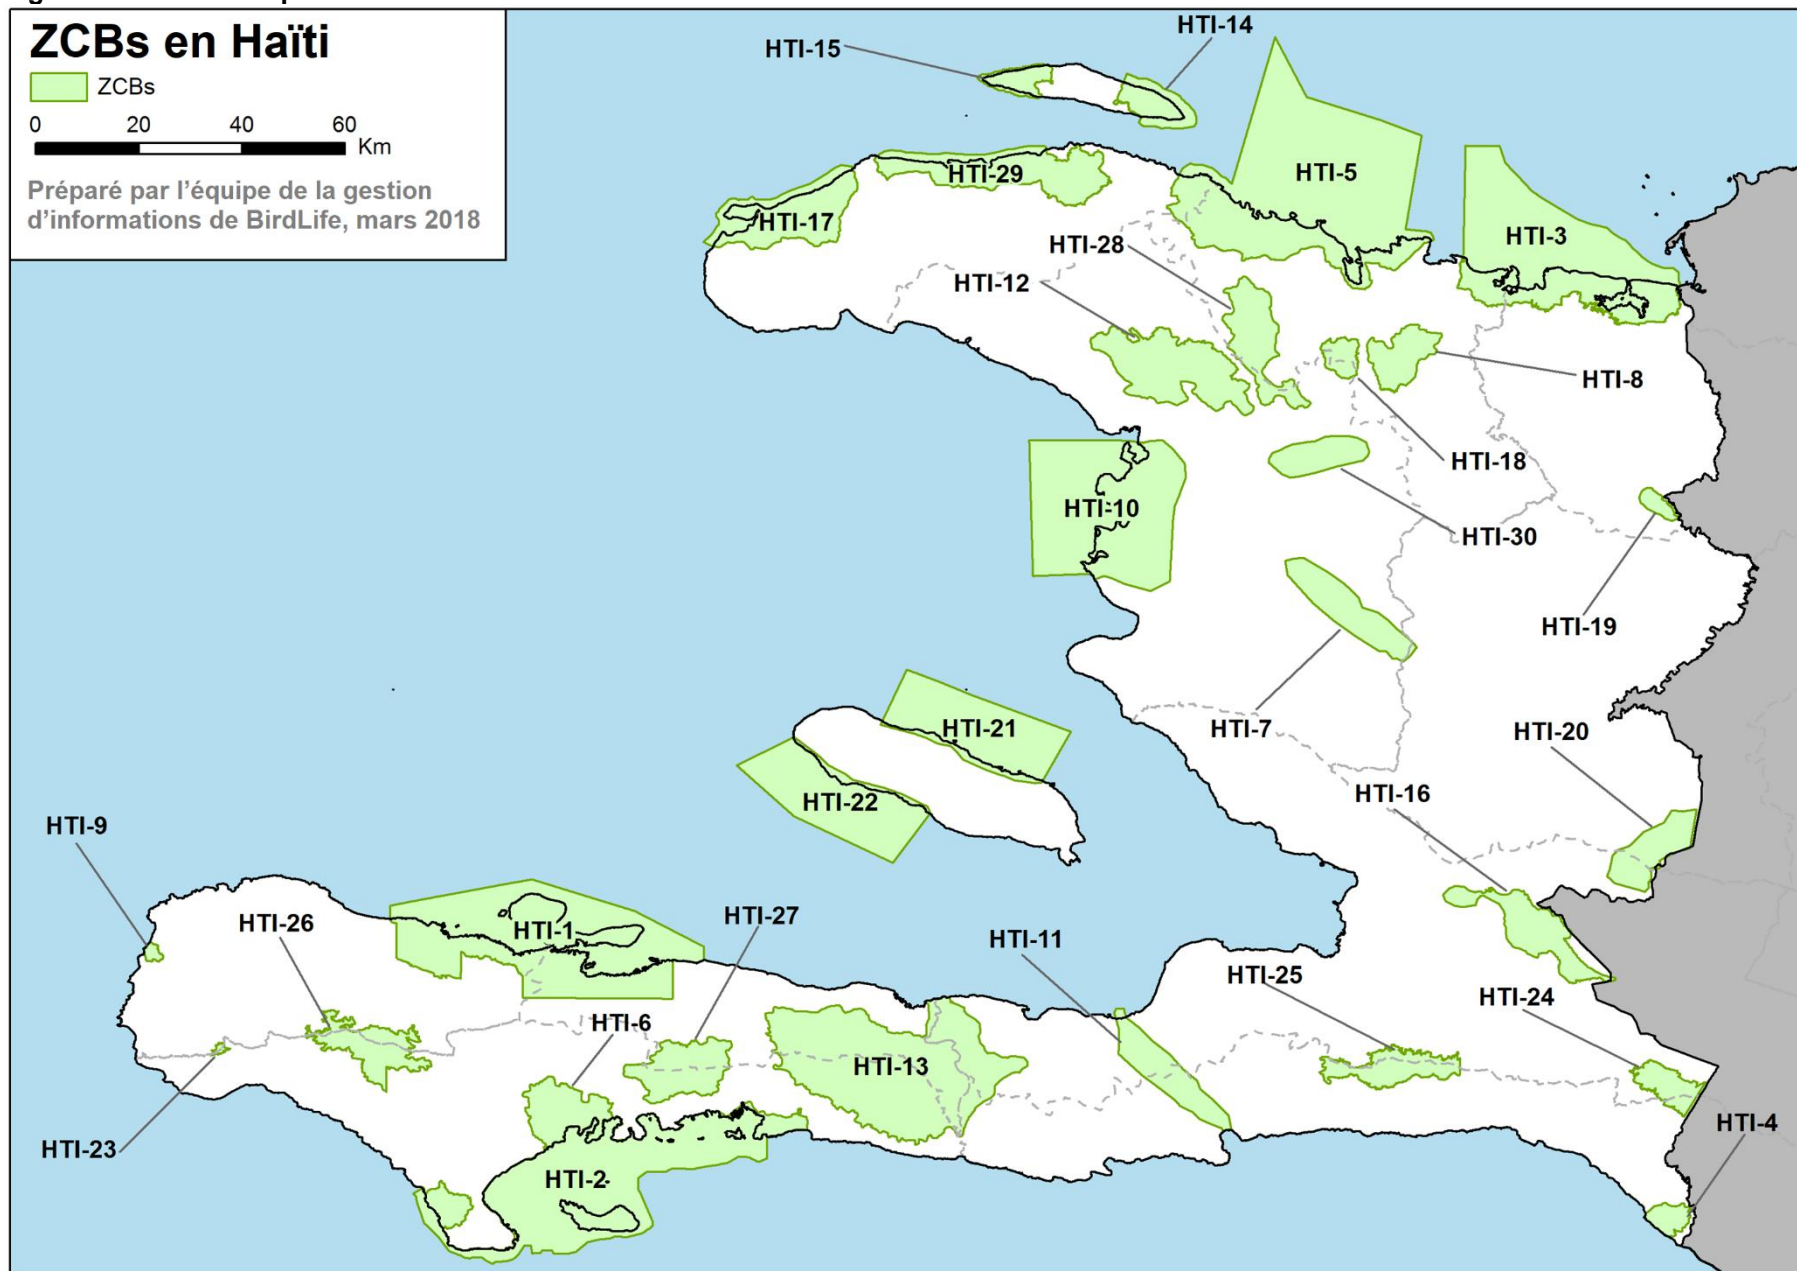 ZCBs en Haïti
ZCBs
0 20 40 60
Km
Préparé par l'équipe de la gestion
d'informations de BirdLife, mars 2018
HTI-14
HTI-15
HTI-5
HTI-29
HTI-17
HTI-3
HTI-28
HTI-12
HTI-8
HTI-18
HTI-10
HTI-30
HTI-19
HTI-21
HTI-7
HTI-20
HTI-16
HTI-22
HTI-9
HTI-26
HTI-1
HTI-27
HTI-11
HTI-25
HTI-24
HTI-6
HTI-13
HTI-4
HTI-23
HTI-2